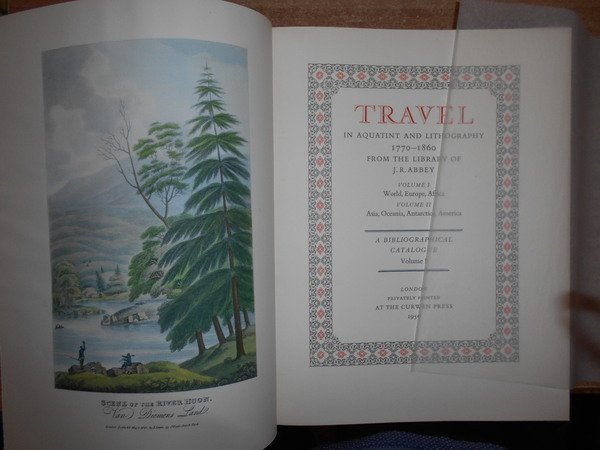 SCENE OF THE RIVER HUON.
Van Diemens Land
TRAVEL
IN AQUATINT AND LITHOGRAPHY
1770–1860
FROM THE LIBRARY OF
J.R.ABBEY
VOLUME I
World, Europe, Africa
VOLUME II
Asia, Oceania, Antarctica, America
A BIBLIOGRAPHICAL
CATALOGUE
Volume
LONDON
PRIVATELY PRINTED
AT THE CURWEN PRESS